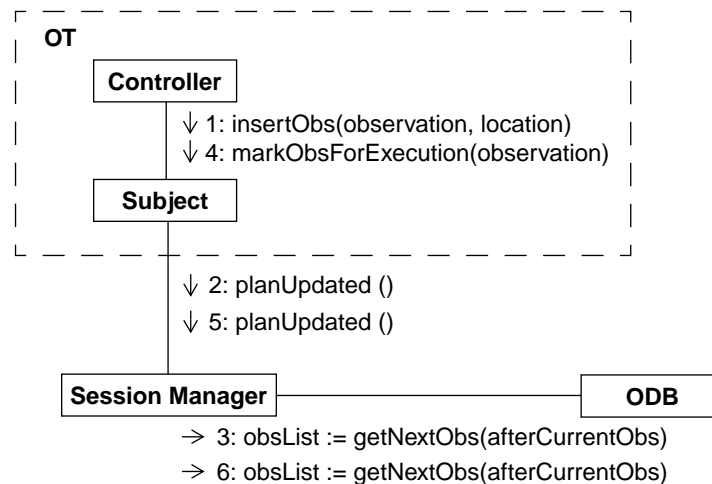 OT
Controller
↓ 1: insertObs(observation, location)
↓ 4: markObsForExecution(observation)
Subject
↓ 2: planUpdated ()
↓ 5: planUpdated ()
Session Manager
ODB
→ 3: obsList := getNextObs(afterCurrentObs)
→ 6: obsList := getNextObs(afterCurrentObs)